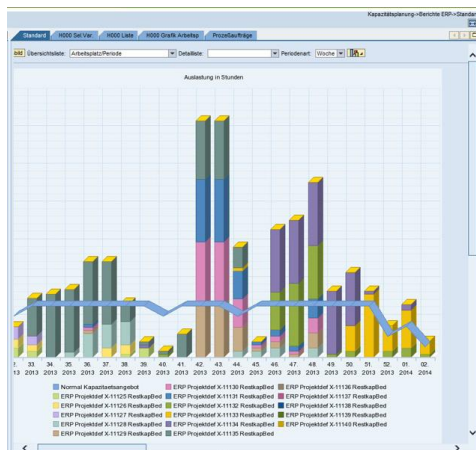 Kapazitätsplanung->Berichte ERP->Standar
Standard H000 Sel.Var. H000 Liste H000 Grafik Arbeitsp Prozeßaufträge
Übersichtsliste: Arbeitsplatz/Periode Detailliste: Periodenart: Woche
Auslastung in Stunden
33. 34. 35. 36. 37. 38. 39. 40. 41. 42. 43. 44. 45. 46. 47. 48. 49. 50. 51. 52. 01. 02.
13 2013 2013 2013 2013 2013 2013 2013 2013 2013 2013 2013 2013 2013 2013 2013 2013 2013 2013 2013 2013 2014 2014
Normal Kapazitaetsangebot ERP Projektdef X-11130 RestkapBed ERP Projektdef X-11136 RestkapBed
ERP Projektdef X-11125 RestkapBed ERP Projektdef X-11131 RestkapBed ERP Projektdef X-11137 RestkapBed
ERP Projektdef X-11126 RestkapBed ERP Projektdef X-11132 RestkapBed ERP Projektdef X-11138 RestkapBed
ERP Projektdef X-11127 RestkapBed ERP Projektdef X-11133 RestkapBed ERP Projektdef X-11139 RestkapBed
ERP Projektdef X-11128 RestkapBed ERP Projektdef X-11134 RestkapBed ERP Projektdef X-11140 RestkapBed
ERP Projektdef X-11129 RestkapBed ERP Projektdef X-11135 RestkapBed